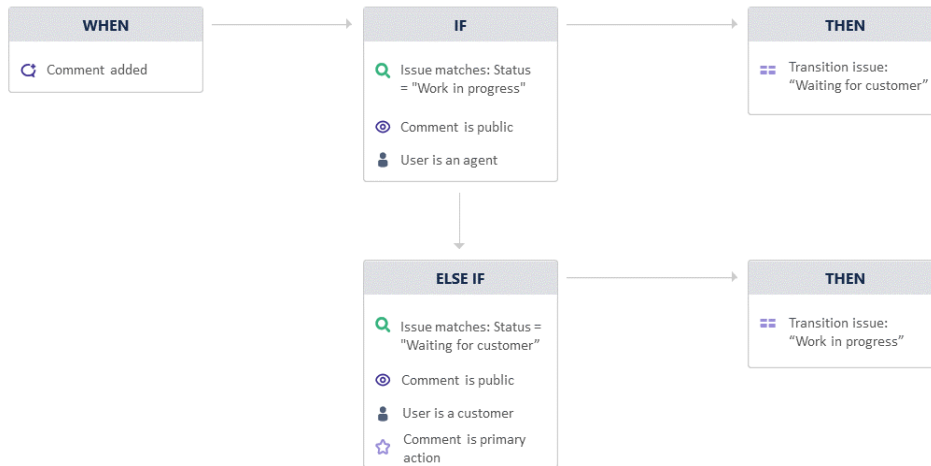 WHEN
Comment added
IF
Issue matches: Status
= "Work in progress"
Comment is public
User is an agent
THEN
Transition issue:
“Waiting for customer”
ELSE IF
Issue matches: Status =
"Waiting for customer”
Comment is public
User is a customer
Comment is primary
action
THEN
Transition issue:
“Work in progress”